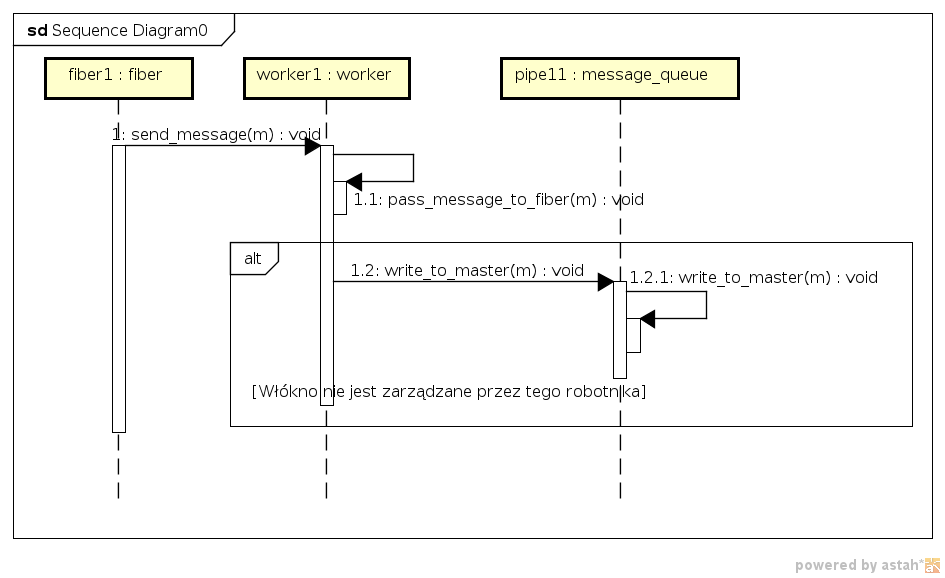 sd Sequence Diagram0
fiber1 : fiber
worker1 : worker
pipe11 : message_queue
1: send_message(m) : void
1.1: pass_message_to_fiber(m) : void
alt
1.2: write_to_master(m) : void
1.2.1: write_to_master(m) : void
[Włókno nie jest zarządzane przez tego robotnika]
powered by astah*